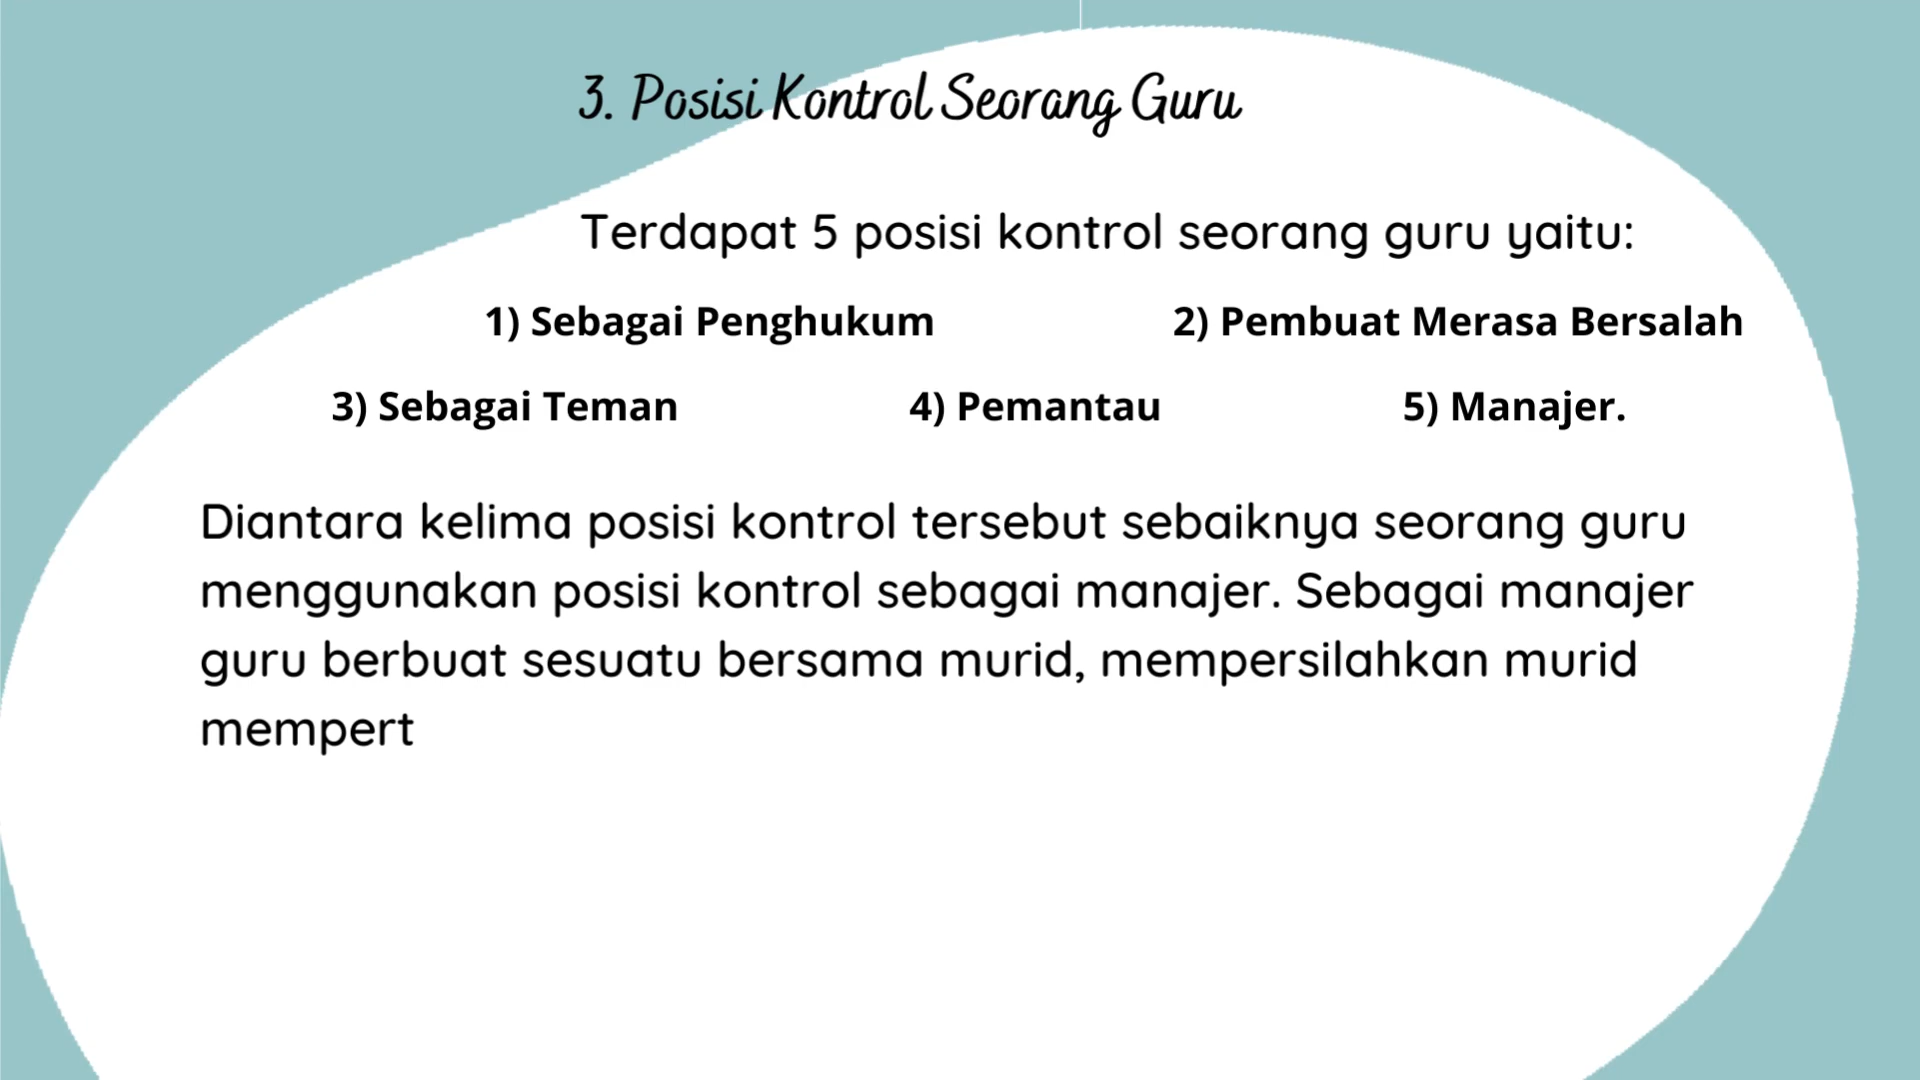 3. Posisi Kontrol Seorang Guru
Terdapat 5 posisi kontrol seorang guru yaitu:
1) Sebagai Penghukum 2) Pembuat Merasa Bersalah
3) Sebagai Teman 4) Pemantau 5) Manajer.
Diantara kelima posisi kontrol tersebut sebaiknya seorang guru
menggunakan posisi kontrol sebagai manajer. Sebagai manajer
guru berbuat sesuatu bersama murid, mempersilahkan murid
mempert